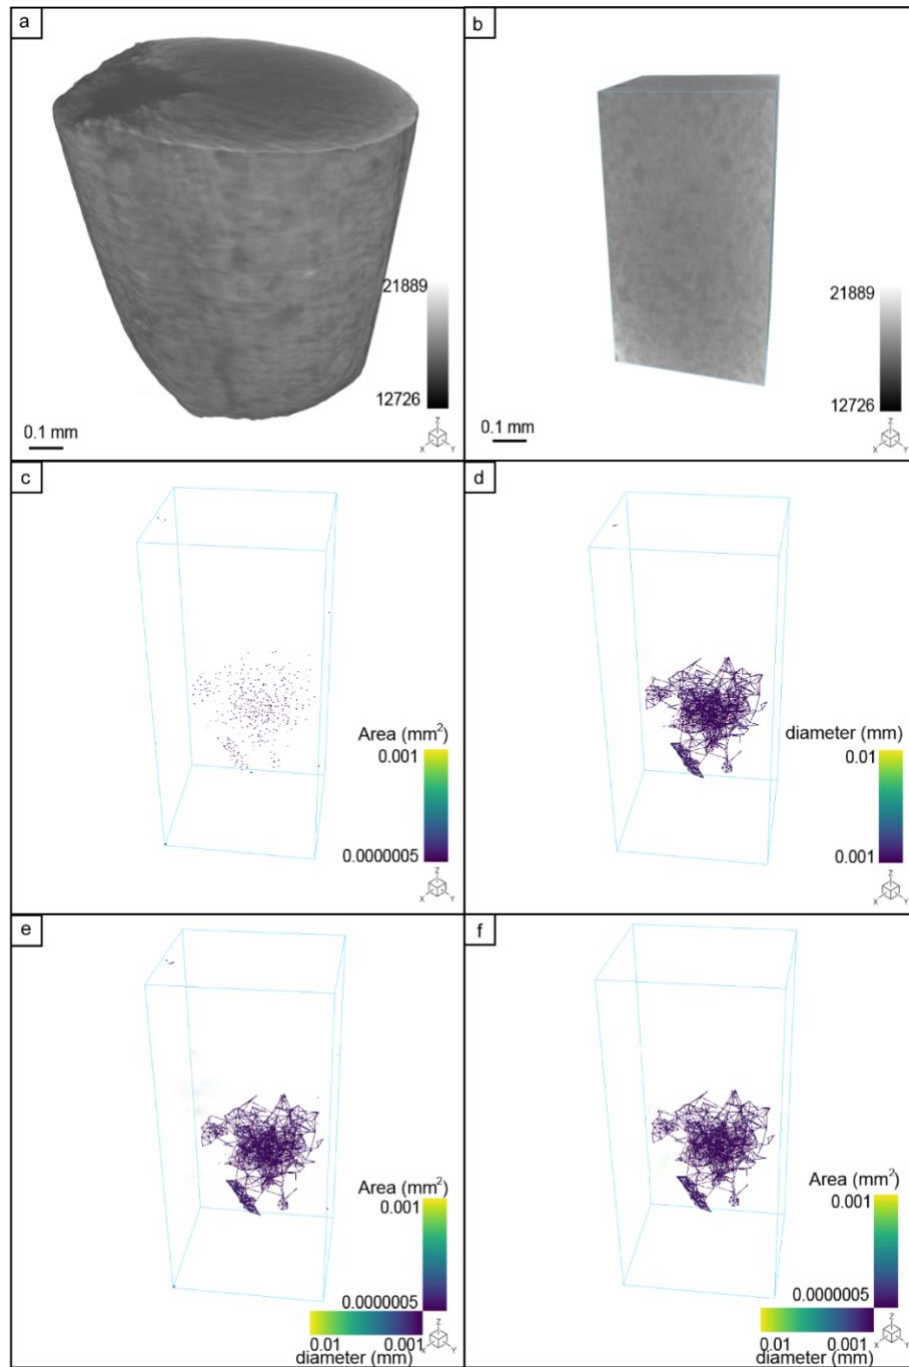 a
21889
12726
0.1 mm
Z
X
Y
b
21889
12726
0.1 mm
Z
X
Y
c
Area (mm²)
0.001
0.0000005
Z
X
Y
d
diameter (mm)
0.01
0.001
Z
X
Y
e
Area (mm²)
0.001
0.0000005
0.01
0.001
diameter (mm)
Z
X
Y
f
Area (mm²)
0.001
0.0000005
0.01
0.001
diameter (mm)
Z
X
Y